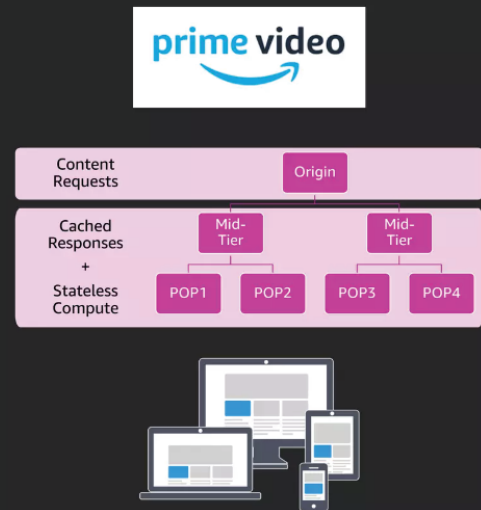 prime video
Content
Requests
Origin
Cached
Responses
+
Stateless
Compute
Mid-
Tier
Mid-
Tier
POP1
POP2
POP3
POP4